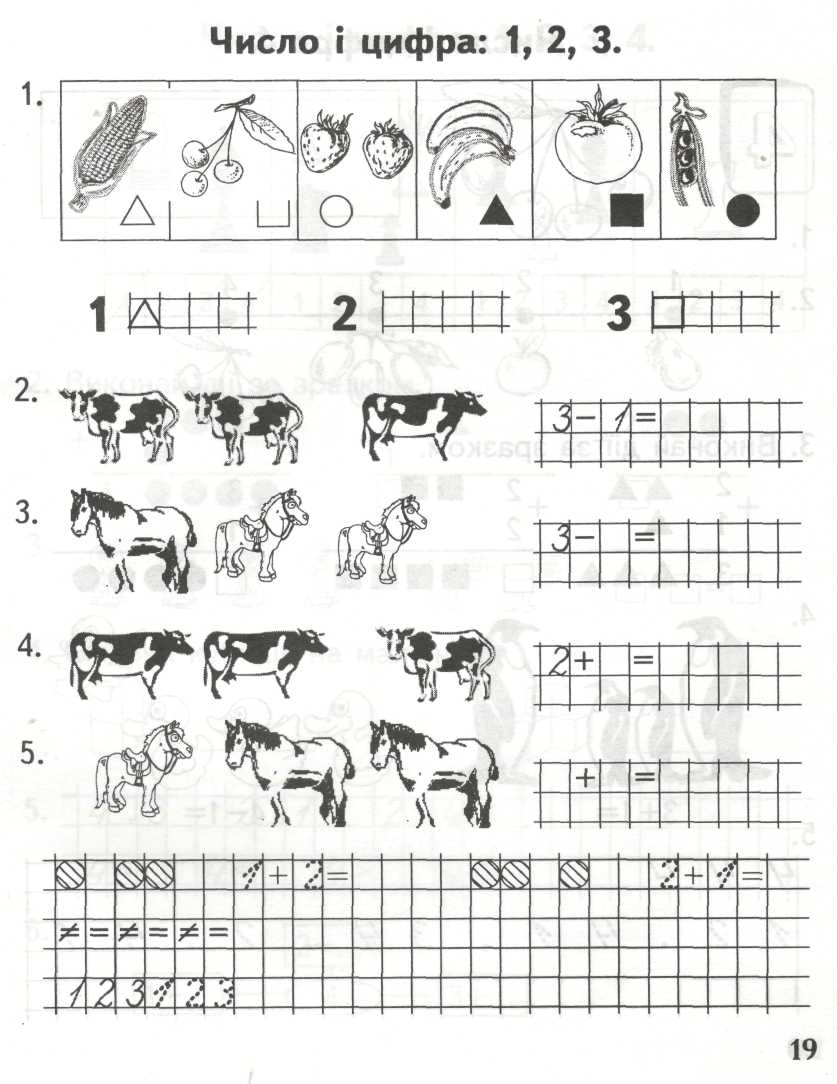 Число і цифра: 1, 2, 3.
1.
1 2 3
2.
3 - 1 =
3.
3 - =
4.
2 + =
5.
+ =
1 + 2 = 2 + 1 =
≠ = ≠ = ≠ =
1 2 3 1 2 3
19